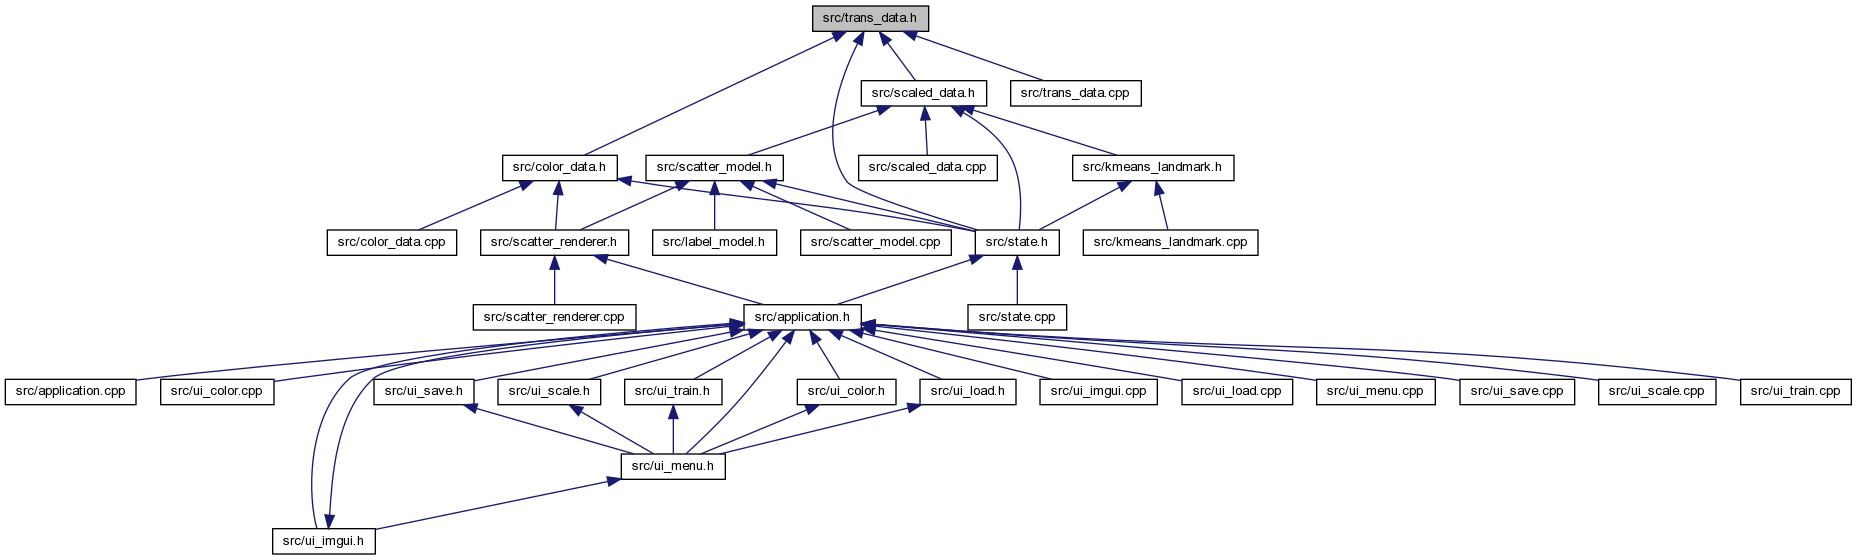 src/trans_data.h
src/scaled_data.h
src/trans_data.cpp
src/color_data.h
src/scatter_model.h
src/scaled_data.cpp
src/kmeans_landmark.h
src/color_data.cpp
src/scatter_renderer.h
src/label_model.h
src/scatter_model.cpp
src/state.h
src/kmeans_landmark.cpp
src/scatter_renderer.cpp
src/application.h
src/state.cpp
src/application.cpp
src/ui_color.cpp
src/ui_save.h
src/ui_scale.h
src/ui_train.h
src/ui_color.h
src/ui_load.h
src/ui_imgui.cpp
src/ui_load.cpp
src/ui_menu.cpp
src/ui_save.cpp
src/ui_scale.cpp
src/ui_train.cpp
src/ui_menu.h
src/ui_imgui.h